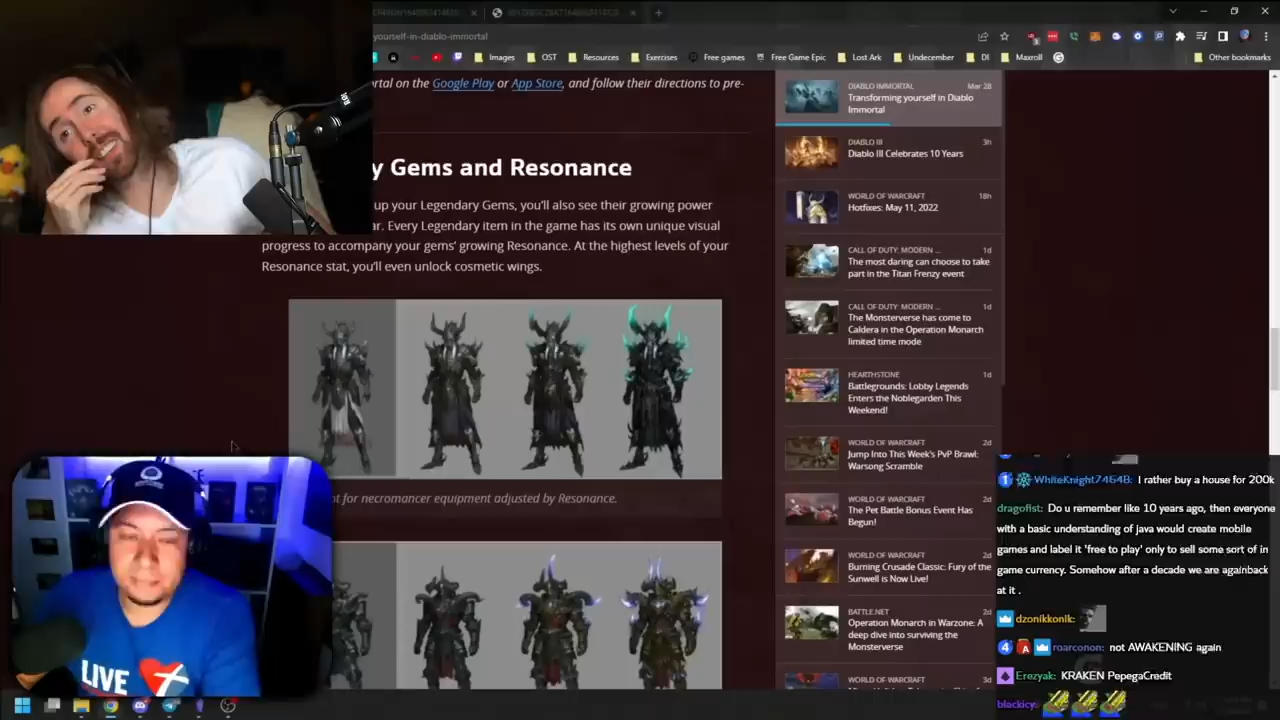 yourself-in-diablo-immortal
Images
OST
Resources
Exercises
Free games
Free Game Epic
Lost Ark
Undecember
DI
Maxroll
Other bookmarks
ortal on the Google Play or App Store, and follow their directions to pre-
y Gems and Resonance
up your Legendary Gems, you'll also see their growing power
ar. Every Legendary item in the game has its own unique visual
progress to accompany your gems' growing Resonance. At the highest levels of your
Resonance stat, you'll even unlock cosmetic wings.
nt for necromancer equipment adjusted by Resonance.
DIABLO IMMORTAL Mar 28
Transforming yourself in Diablo
Immortal
DIABLO III 3h
Diablo III Celebrates 10 Years
WORLD OF WARCRAFT 18h
Hotfixes: May 11, 2022
CALL OF DUTY: MODERN ... 1d
The most daring can choose to take
part in the Titan Frenzy event
CALL OF DUTY: MODERN ... 1d
The Monsterverse has come to
Caldera in the Operation Monarch
limited time mode
HEARTHSTONE 1d
Battlegrounds: Lobby Legends
Enters the Noblegarden This
Weekend!
WORLD OF WARCRAFT 2d
Jump Into This Week's PvP Brawl:
Warsong Scramble
WORLD OF WARCRAFT 2d
The Pet Battle Bonus Event Has
Begun!
WORLD OF WARCRAFT 2d
Burning Crusade Classic: Fury of the
Sunwell is Now Live!
BATTLE.NET 2d
Operation Monarch in Warzone: A
deep dive into surviving the
Monsterverse
WORLD OF WARCRAFT 3d
WhiteKnight74648: I rather buy a house for 200k
dragofist: Do u remember like 10 years ago, then everyone
with a basic understanding of java would create mobile
games and label it 'free to play' only to sell some sort of in
game currency. Somehow after a decade we are againback
at it .
dzonikkonik:
roarconon: not AWAKENING again
Erezyak: KRAKEN PepegaCredit
blackicy:
LIVE